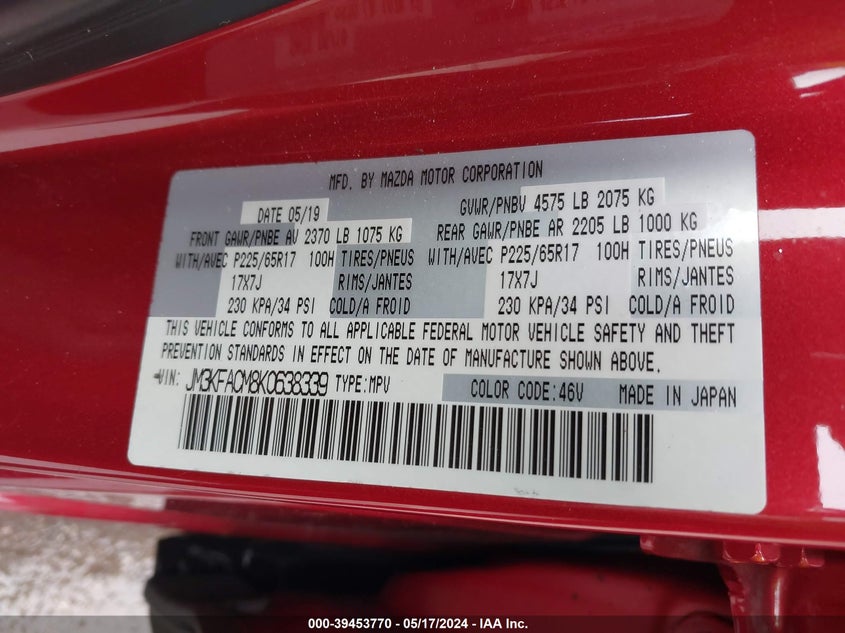 MFD. BY MAZDA MOTOR CORPORATION
DATE 05/19 GVWR/PNBV 4575 LB 2075 KG
FRONT GAWR/PNBE AV 2370 LB 1075 KG REAR GAWR/PNBE AR 2205 LB 1000 KG
WITH/AVEC P225/65R17 100H TIRES/PNEUS WITH/AVEC P225/65R17 100H TIRES/PNEUS
17X7J RIMS/JANTES 17X7J RIMS/JANTES
230 KPA/34 PSI COLD/A FROID 230 KPA/34 PSI COLD/A FROID
THIS VEHICLE CONFORMS TO ALL APPLICABLE FEDERAL MOTOR VEHICLE SAFETY AND THEFT
PREVENTION STANDARDS IN EFFECT ON THE DATE OF MANUFACTURE SHOWN ABOVE.
VIN: JM3KFACM8K0638339 TYPE:MPV COLOR CODE:46V MADE IN JAPAN
000-39453770 - 05/17/2024 - IAA Inc.